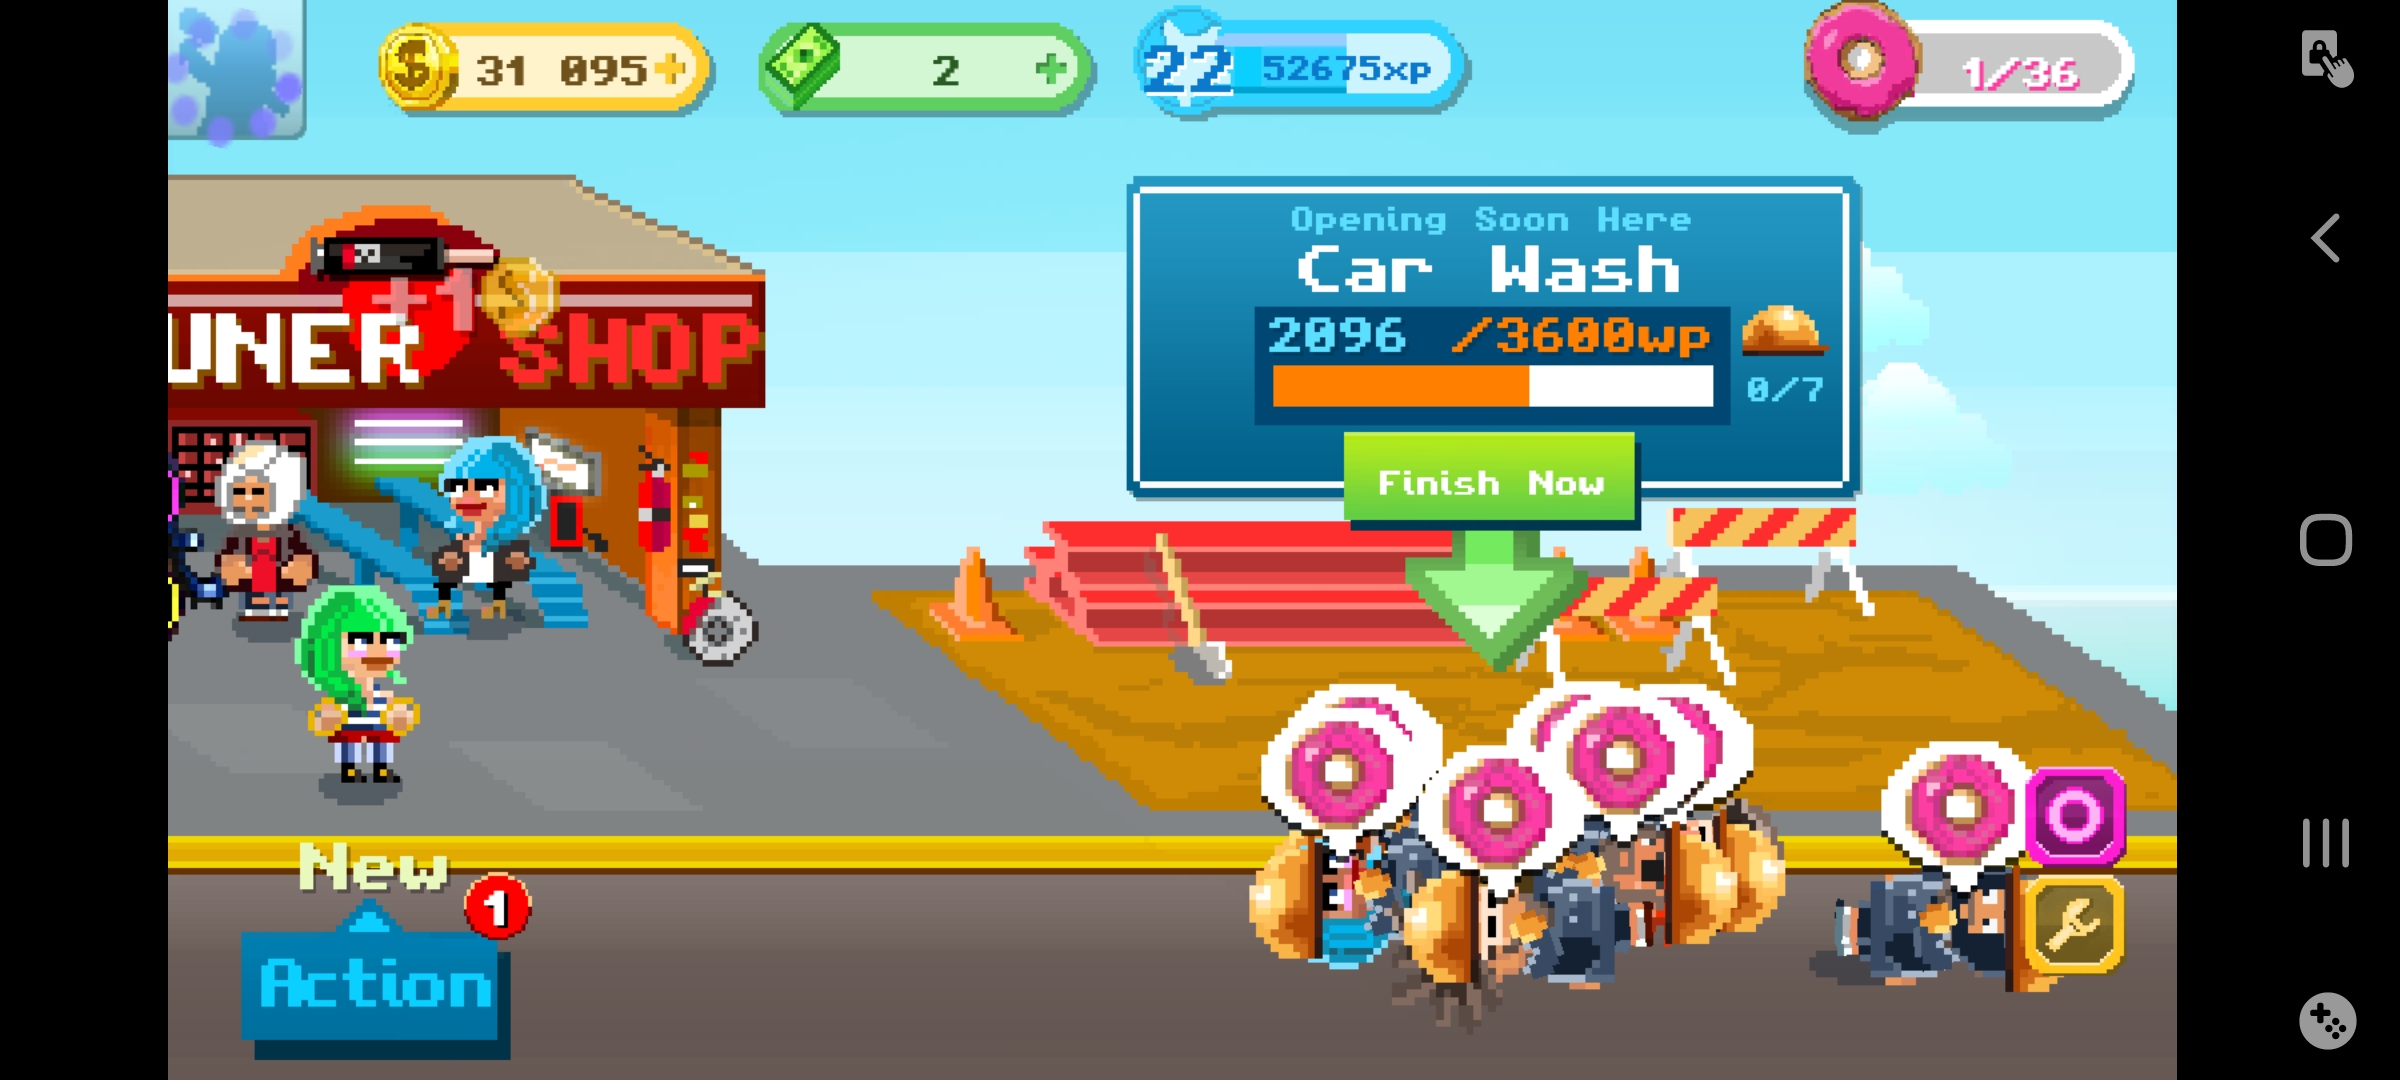 31 095 +
2 +
22 52675xp
1/36
Opening Soon Here
Car Wash
2096 /3600wp
0/7
Finish Now
+1
UNER SHOP
New
1
Action